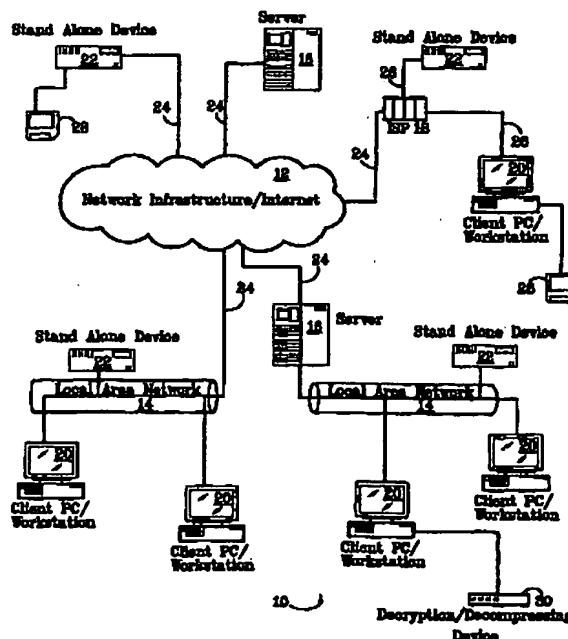 Server
Stand Alone Device
22
16
Stand Alone Device
22
28
24
24
26
ISP 18
24
26
12
Network Infrastructure/Internet
20
Client PC/
Workstation
28
24
24
16
Server
Stand Alone Device
22
Local Area Network
14
Stand Alone Device
22
Local Area Network
14
20
Client PC/
Workstation
20
Client PC/
Workstation
20
Client PC/
Workstation
20
Client PC/
Workstation
10
30
Decryption/Decompressing
Device